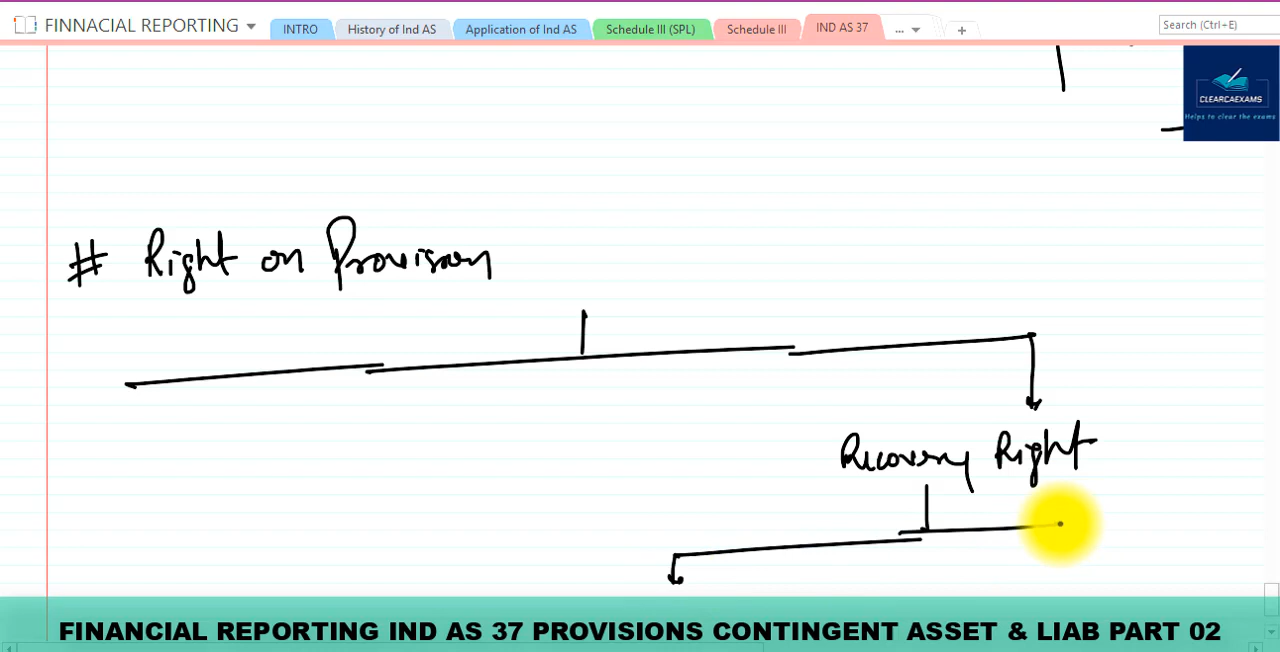 FINNACIAL REPORTING
INTRO
History of Ind AS
Application of Ind AS
Schedule III (SPL)
Schedule III
IND AS 37
...
+
Search (Ctrl+E)
CLEARCAEXAMS
Helps to clear the exams
# Right on Provision
Recovery Right
FINANCIAL REPORTING IND AS 37 PROVISIONS CONTINGENT ASSET & LIAB PART 02